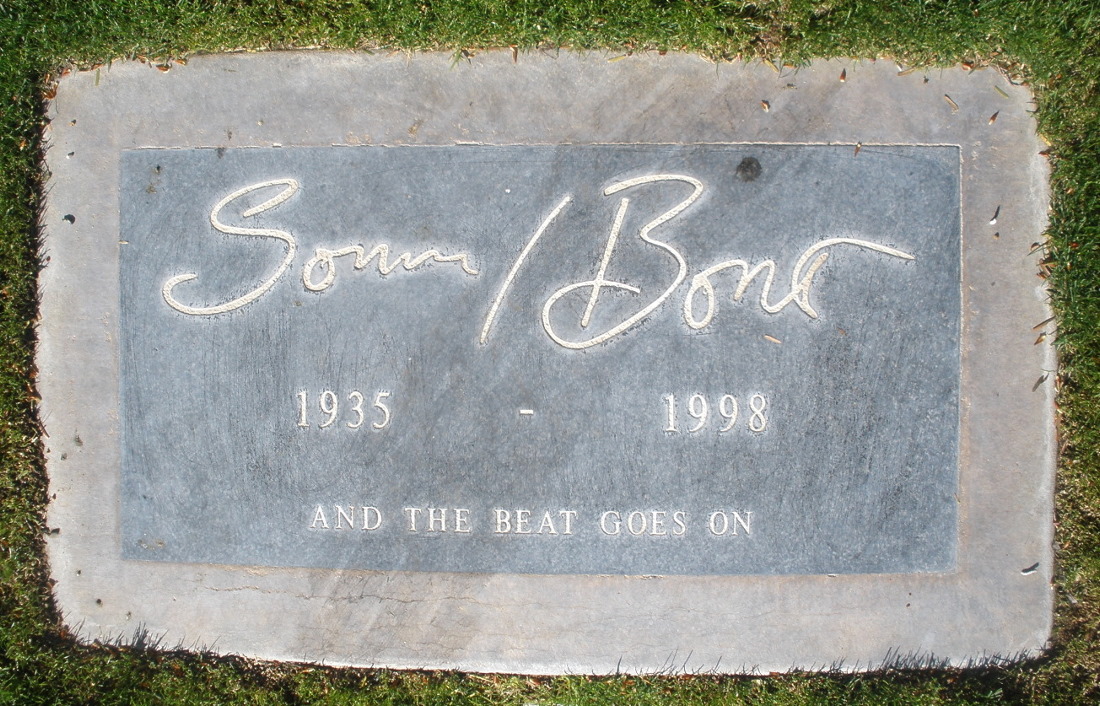 Sonny Bono
1935 - 1998
AND THE BEAT GOES ON